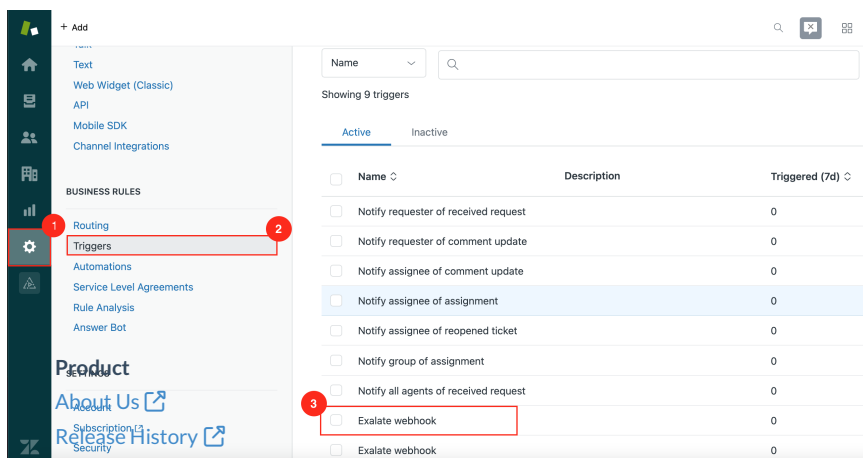 + Add
Talk
Text
Web Widget (Classic)
API
Mobile SDK
Channel Integrations
BUSINESS RULES
1
Routing
2
Triggers
Automations
Service Level Agreements
Rule Analysis
Answer Bot
Product
SETTINGS
About Us
Account
Subscription
Release History
Security
Name
Showing 9 triggers
Active Inactive
Name Description Triggered (7d)
Notify requester of received request 0
Notify requester of comment update 0
Notify assignee of comment update 0
Notify assignee of assignment 0
Notify assignee of reopened ticket 0
Notify group of assignment 0
Notify all agents of received request 0
3
Exalate webhook 0
Exalate webhook 0